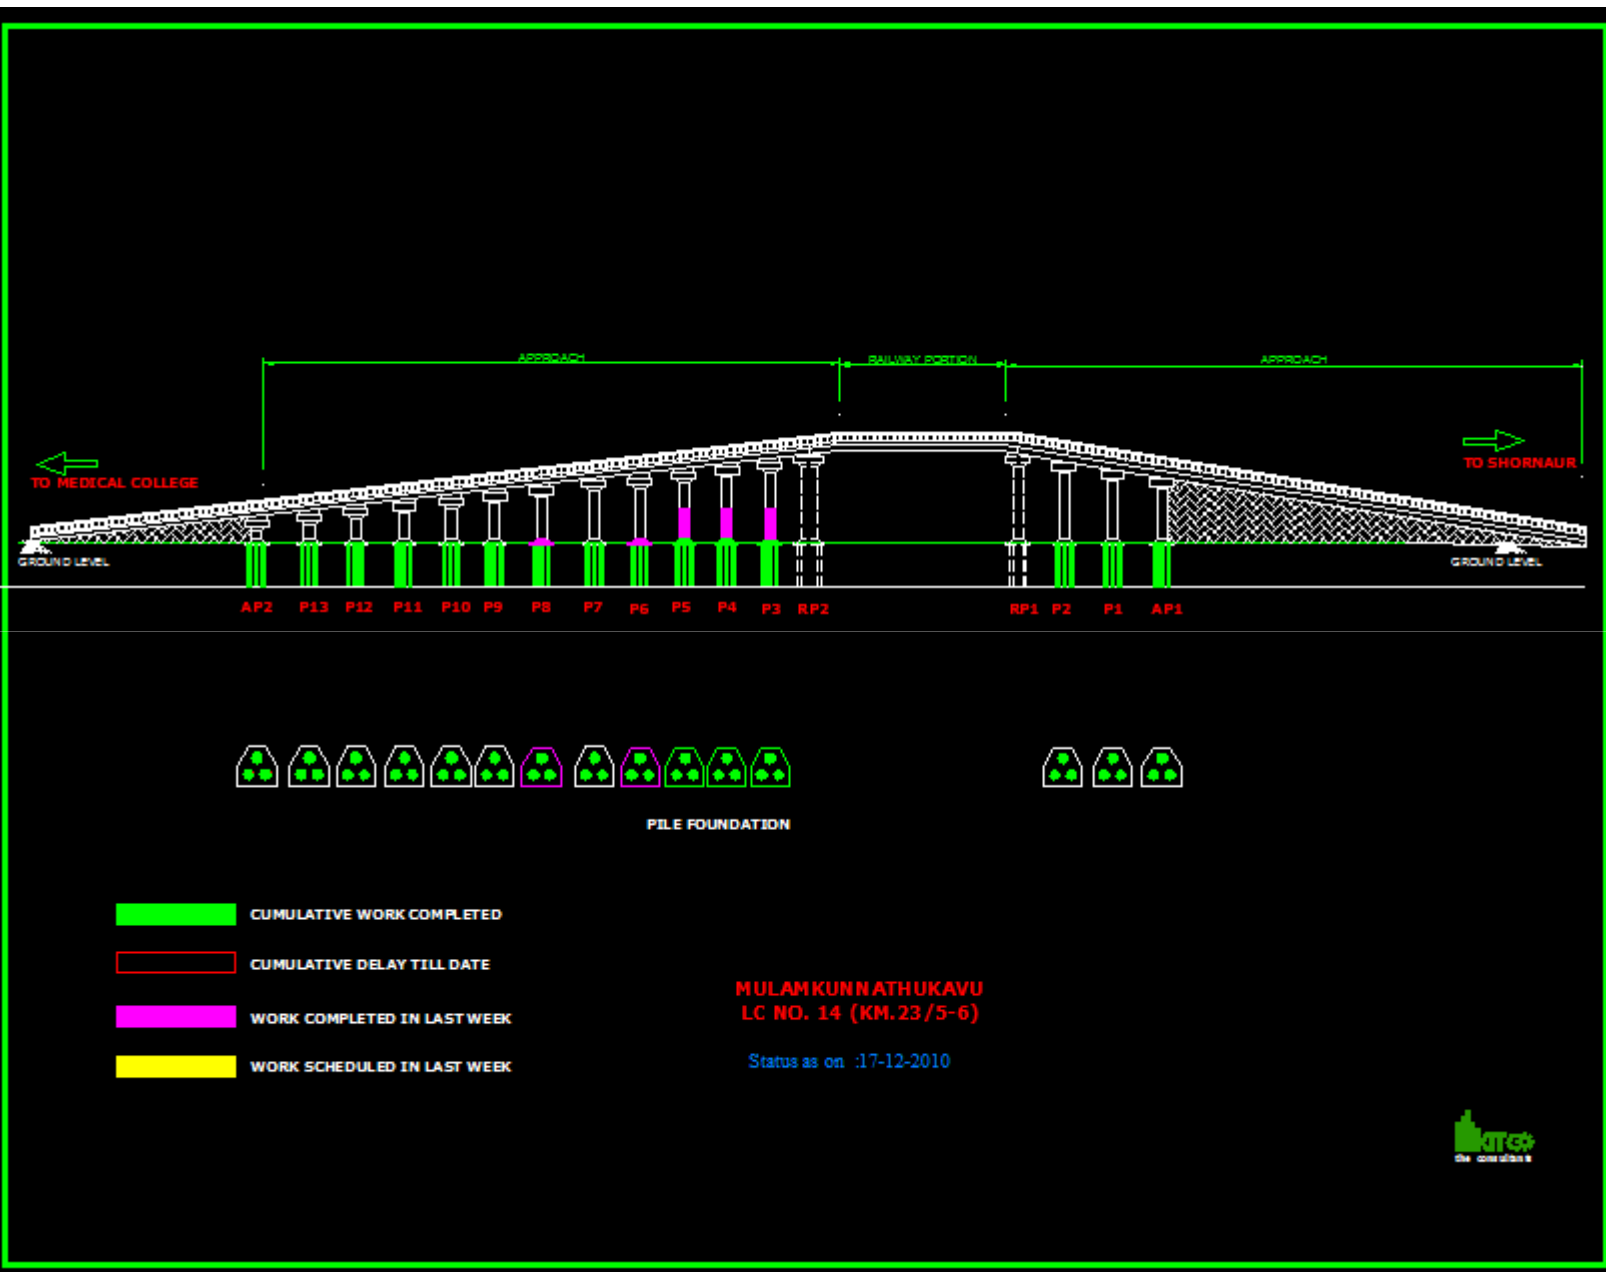 APPROACH
RAILWAY PORTION
APPROACH
TO MEDICAL COLLEGE
TO SHORNAUR
GROUND LEVEL
GROUND LEVEL
AP2 P13 P12 P11 P10 P9 P8 P7 P6 P5 P4 P3 RP2 RP1 P2 P1 AP1
PILE FOUNDATION
CUMULATIVE WORK COMPLETED
CUMULATIVE DELAY TILL DATE
WORK COMPLETED IN LAST WEEK
WORK SCHEDULED IN LAST WEEK
MULAMKUNNATHUKAVU
LC NO. 14 (KM.23/5-6)
Status as on :17-12-2010
KITCO
the consultants